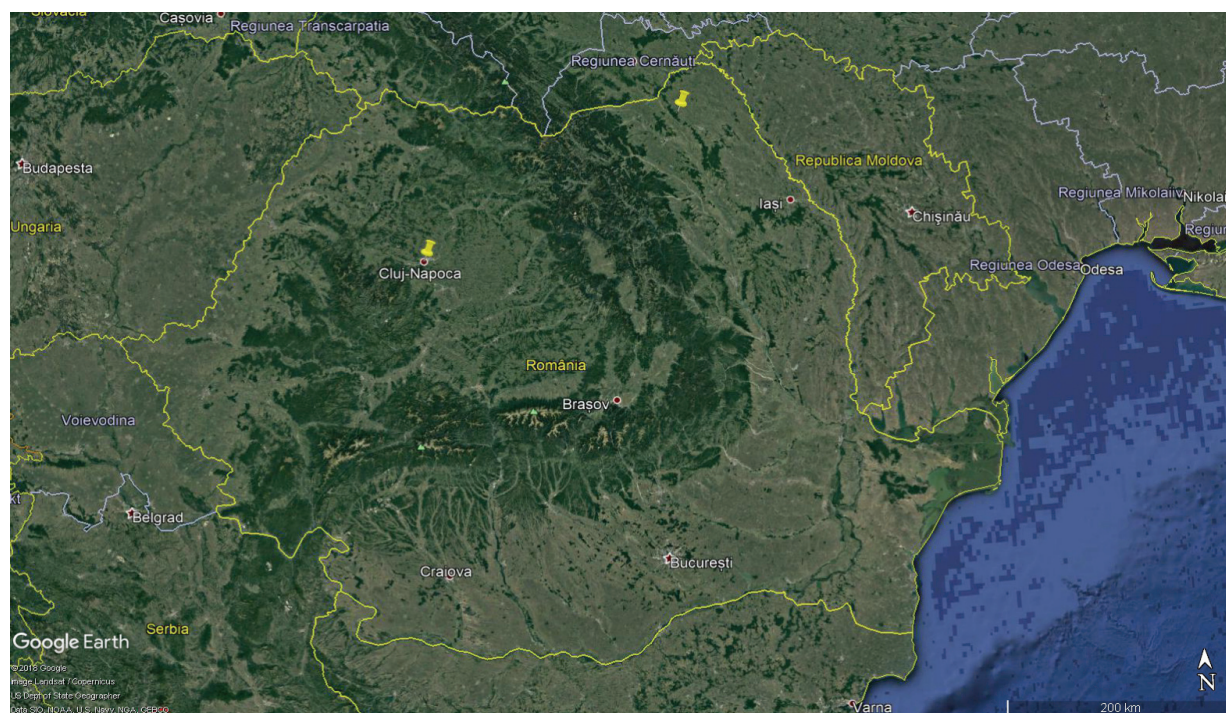 Slovacia
Cașovia
Regiunea Transcarpatia
Regiunea Cernăuți
Budapesta
Republica Moldova
Regiunea Mîkolaiiv
Iași
Chișinău
Ungaria
Cluj-Napoca
Regiunea Odesa
Odesa
România
Brașov
Voievodina
Belgrad
București
Craiova
Serbia
Google Earth
© 2018 Google
Image Landsat / Copernicus
US Dept of State Geographer
Data SIO, NOAA, U.S. Navy, NGA, GEBCO
N
Varna
200 km